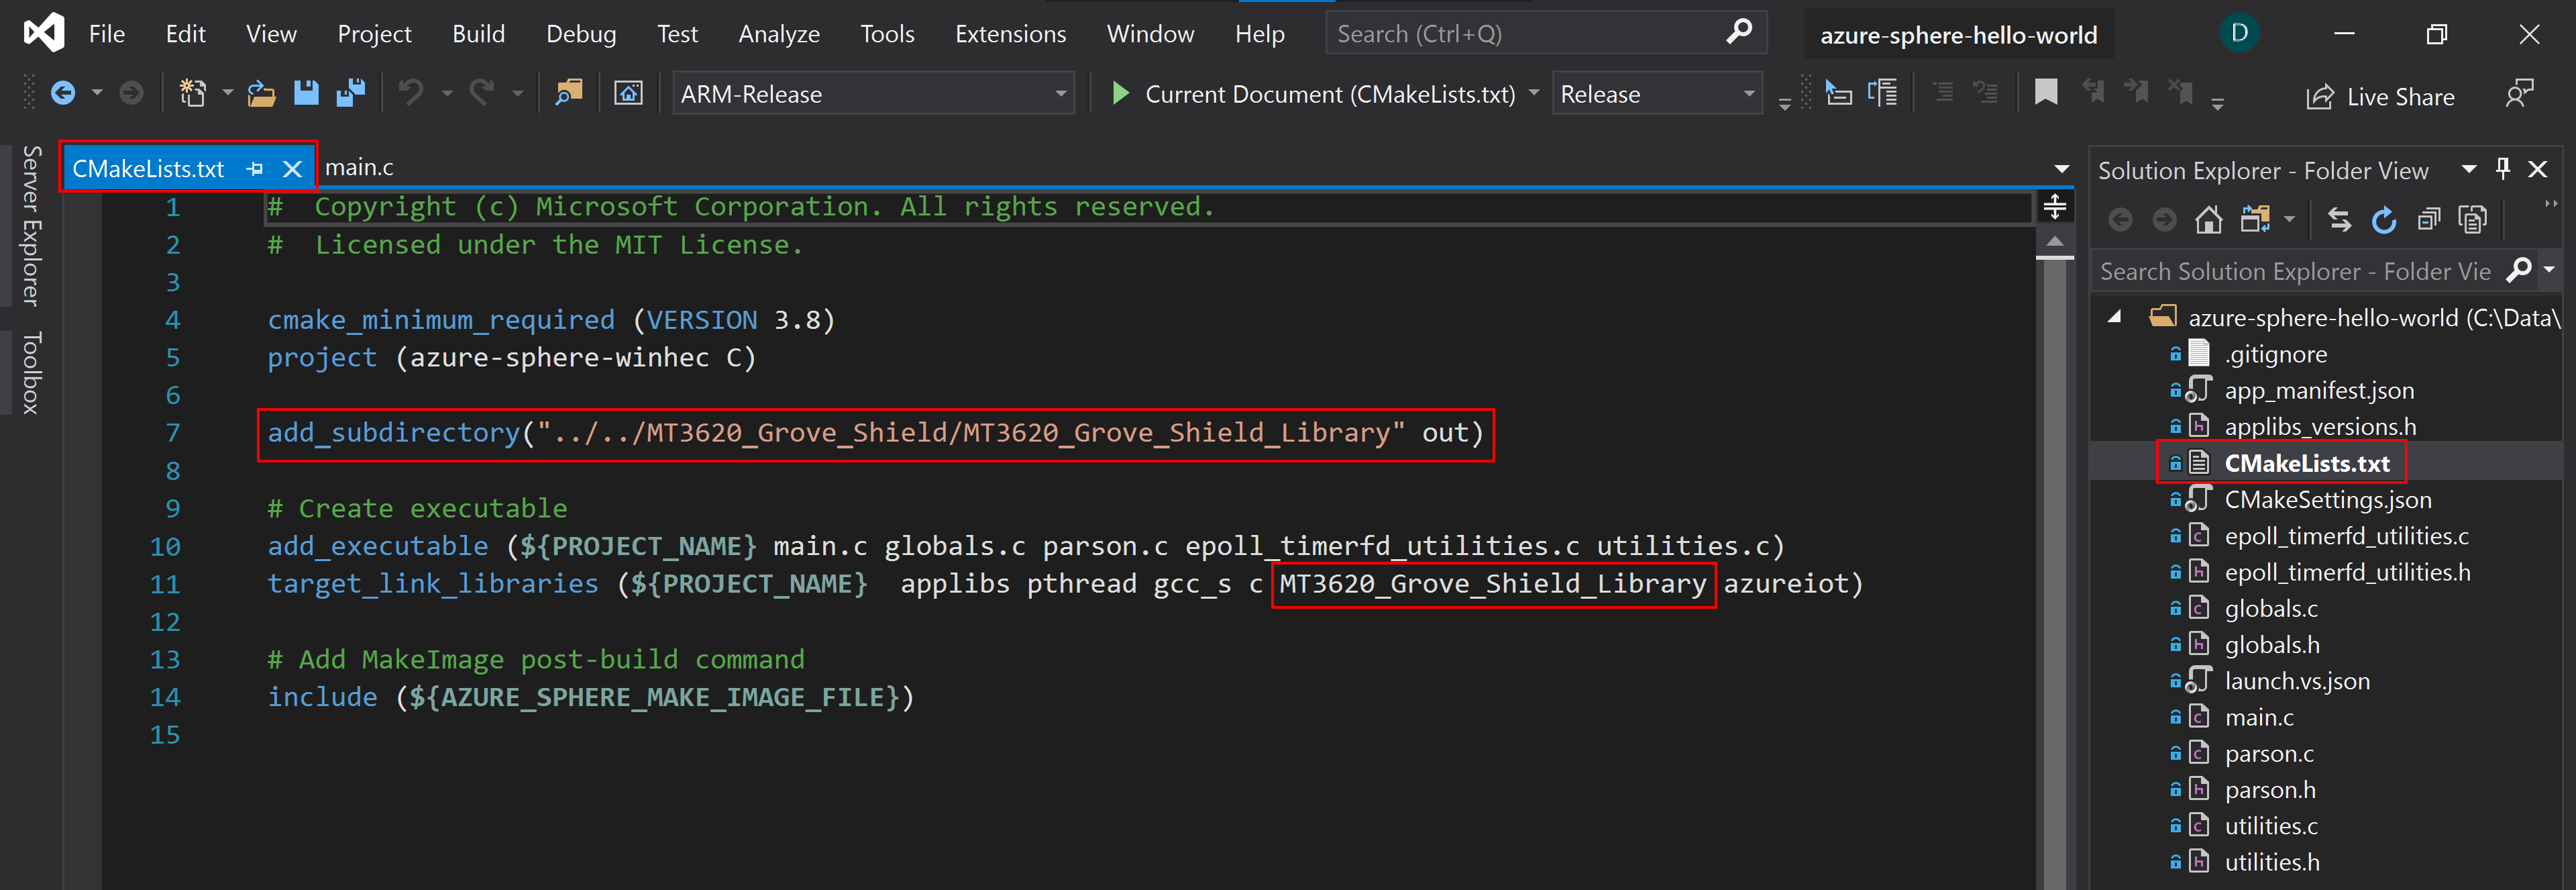 File Edit View Project Build Debug Test Analyze Tools Extensions Window Help Search (Ctrl+Q) azure-sphere-hello-world D
ARM-Release Current Document (CMakeLists.txt) Release Live Share
Server Explorer
Toolbox
CMakeLists.txt main.c
1 #  Copyright (c) Microsoft Corporation. All rights reserved.
2 #  Licensed under the MIT License.
3
4 cmake_minimum_required (VERSION 3.8)
5 project (azure-sphere-winhec C)
6
7 add_subdirectory("../../MT3620_Grove_Shield/MT3620_Grove_Shield_Library" out)
8
9 # Create executable
10 add_executable (${PROJECT_NAME} main.c globals.c parson.c epoll_timerfd_utilities.c utilities.c)
11 target_link_libraries (${PROJECT_NAME}  applibs pthread gcc_s c MT3620_Grove_Shield_Library azureiot)
12
13 # Add MakeImage post-build command
14 include (${AZURE_SPHERE_MAKE_IMAGE_FILE})
15
Solution Explorer - Folder View
Search Solution Explorer - Folder Vie
azure-sphere-hello-world (C:\Data\
.gitignore
app_manifest.json
applibs_versions.h
CMakeLists.txt
CMakeSettings.json
epoll_timerfd_utilities.c
epoll_timerfd_utilities.h
globals.c
globals.h
launch.vs.json
main.c
parson.c
parson.h
utilities.c
utilities.h